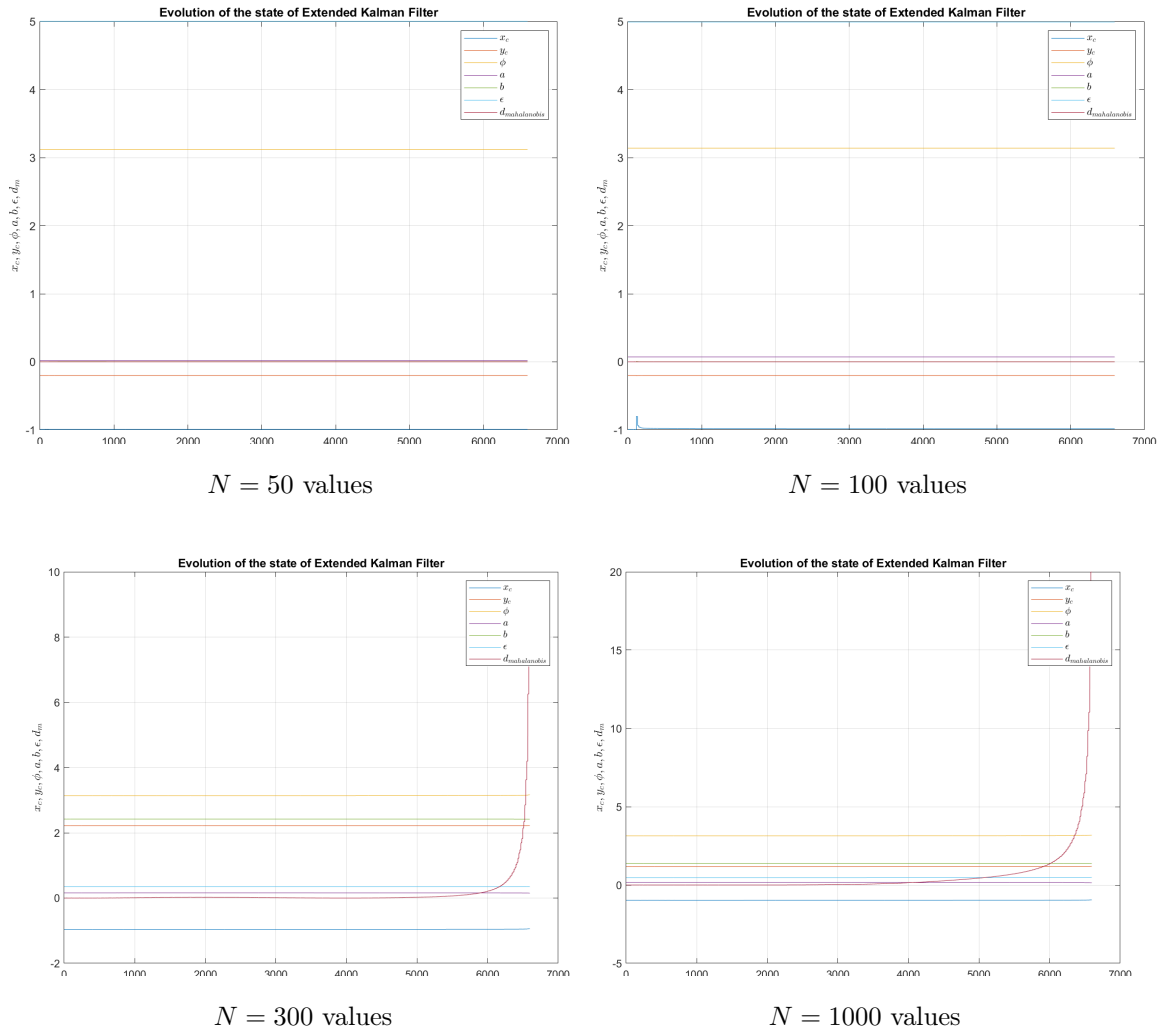 Evolution of the state of Extended Kalman Filter
5
4
3
2
1
0
-1
0 1000 2000 3000 4000 5000 6000 7000
x_c, y_c, ϕ, a, b, ϵ, d_m
x_c
y_c
ϕ
a
b
ϵ
d_mahalanobis
N = 50 values
Evolution of the state of Extended Kalman Filter
5
4
3
2
1
0
-1
0 1000 2000 3000 4000 5000 6000 7000
x_c, y_c, ϕ, a, b, ϵ, d_m
x_c
y_c
ϕ
a
b
ϵ
d_mahalanobis
N = 100 values
Evolution of the state of Extended Kalman Filter
10
8
6
4
2
0
-2
0 1000 2000 3000 4000 5000 6000 7000
x_c, y_c, ϕ, a, b, ϵ, d_m
x_c
y_c
ϕ
a
b
ϵ
d_mahalanobis
N = 300 values
Evolution of the state of Extended Kalman Filter
20
15
10
5
0
-5
0 1000 2000 3000 4000 5000 6000 7000
x_c, y_c, ϕ, a, b, ϵ, d_m
x_c
y_c
ϕ
a
b
ϵ
d_mahalanobis
N = 1000 values